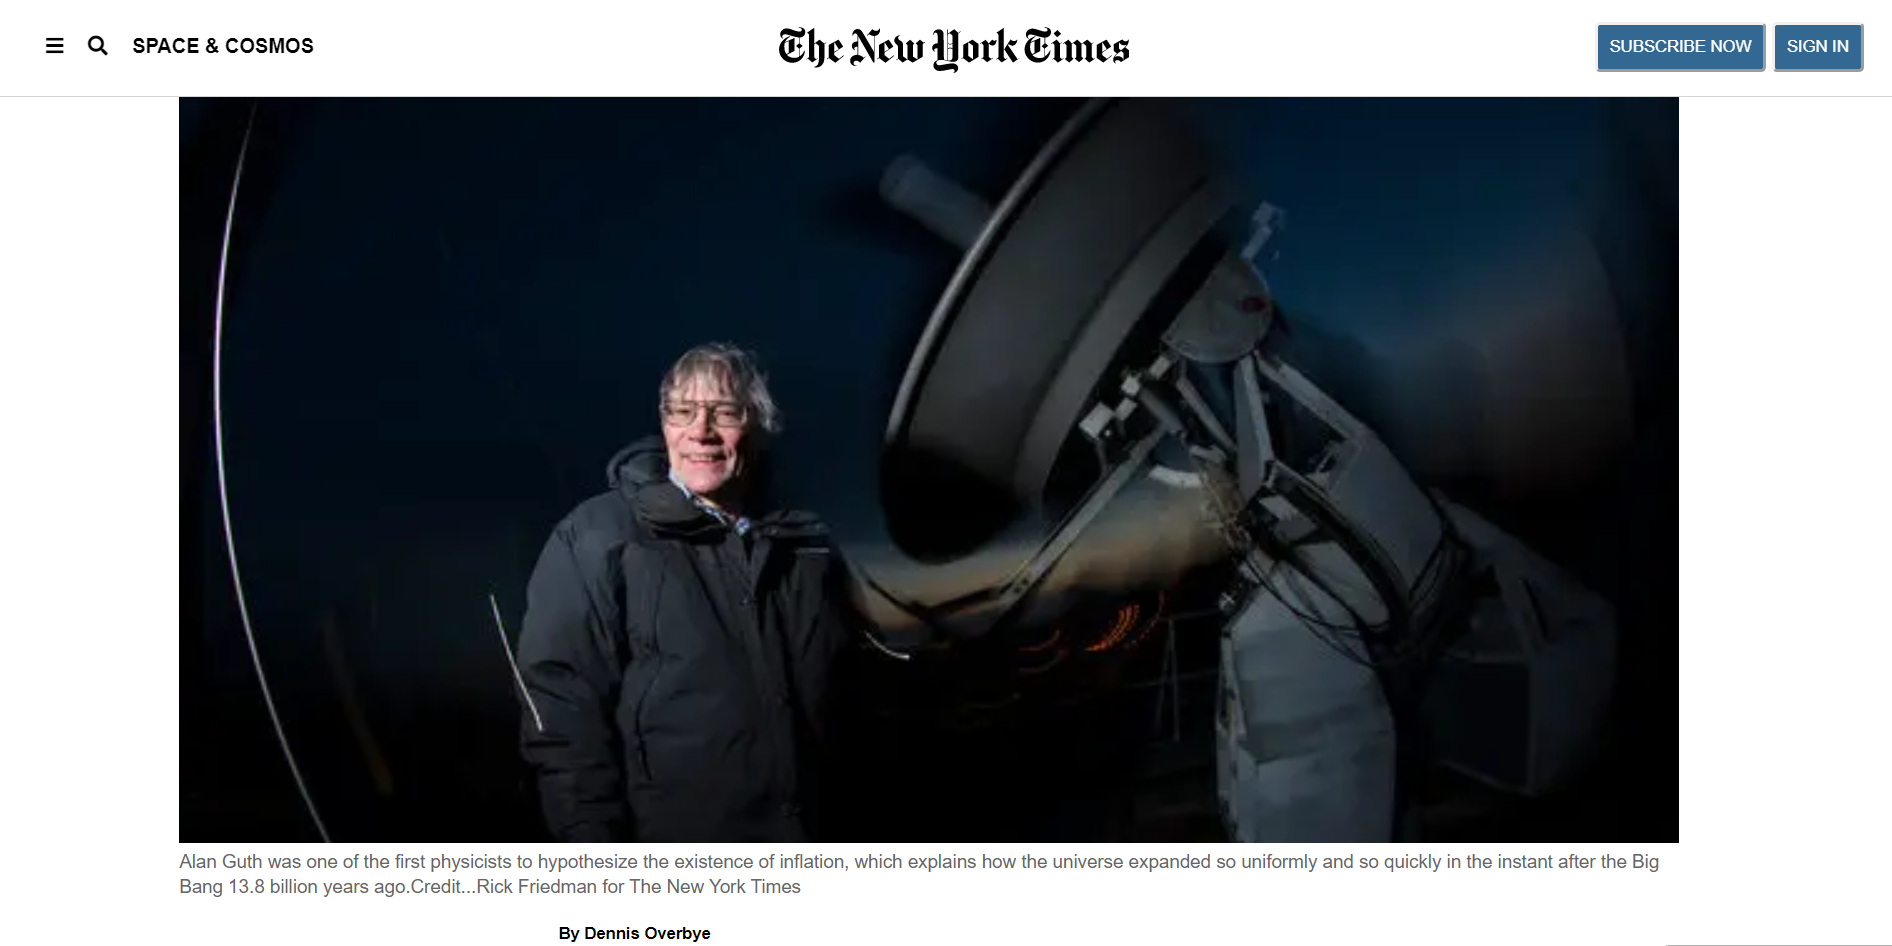 SPACE & COSMOS
The New York Times
SUBSCRIBE NOW
SIGN IN
Alan Guth was one of the first physicists to hypothesize the existence of inflation, which explains how the universe expanded so uniformly and so quickly in the instant after the Big
Bang 13.8 billion years ago.Credit...Rick Friedman for The New York Times
By Dennis Overbye